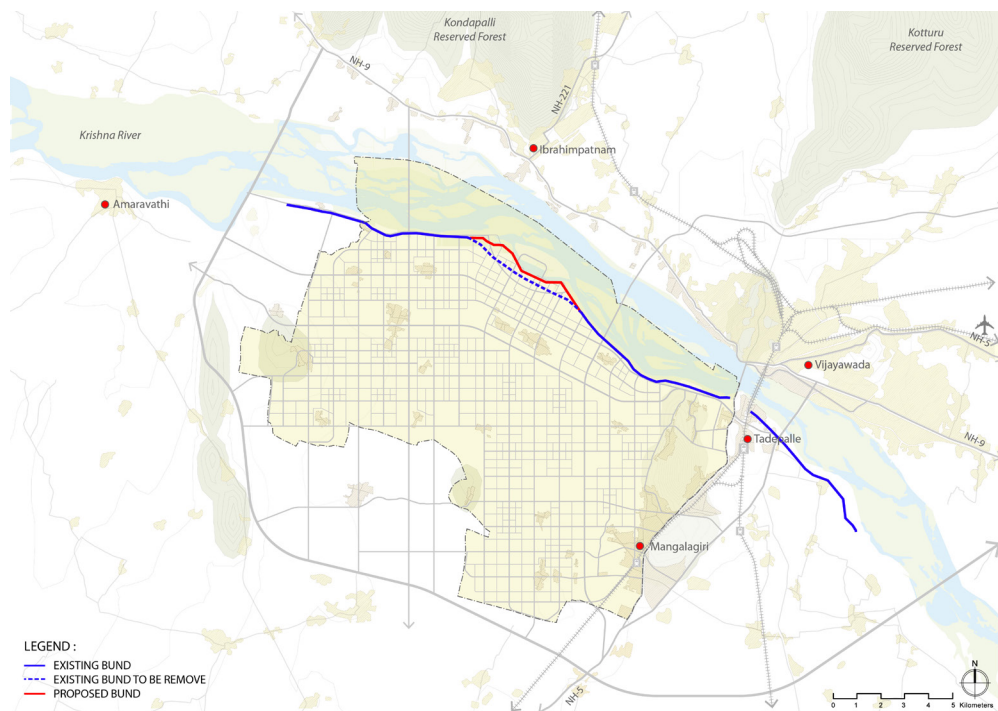 Kondapalli
Reserved Forest
Kotturu
Reserved Forest
NH-9
NH-221
Krishna River
Ibrahimpatnam
Amaravathi
NH-5
Vijayawada
NH-9
Tadepalle
Mangalagiri
NH-5
LEGEND :
EXISTING BUND
EXISTING BUND TO BE REMOVE
PROPOSED BUND
N
0 1 2 3 4 5 Kilometers